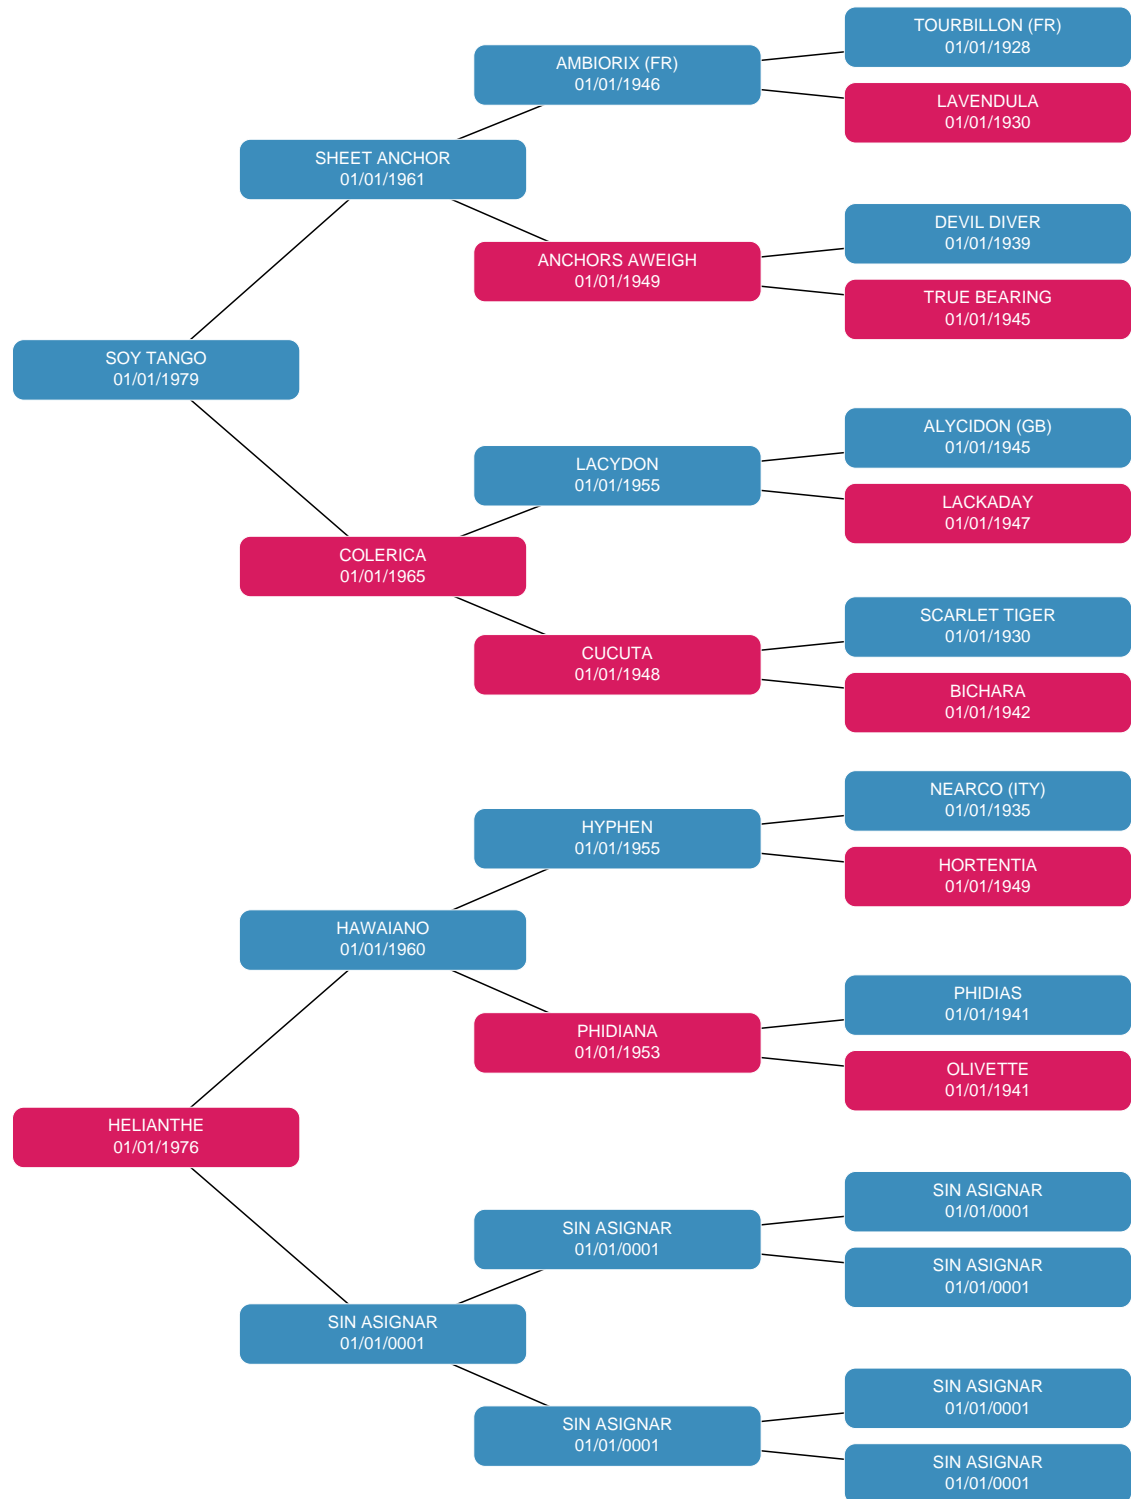 TOURBILLON (FR)
01/01/1928
AMBIORIX (FR)
01/01/1946
LAVENDULA
01/01/1930
SHEET ANCHOR
01/01/1961
DEVIL DIVER
01/01/1939
ANCHORS AWEIGH
01/01/1949
TRUE BEARING
01/01/1945
SOY TANGO
01/01/1979
ALYCIDON (GB)
01/01/1945
LACYDON
01/01/1955
LACKADAY
01/01/1947
COLERICA
01/01/1965
SCARLET TIGER
01/01/1930
CUCUTA
01/01/1948
BICHARA
01/01/1942
NEARCO (ITY)
01/01/1935
HYPHEN
01/01/1955
HORTENTIA
01/01/1949
HAWAIANO
01/01/1960
PHIDIAS
01/01/1941
PHIDIANA
01/01/1953
OLIVETTE
01/01/1941
HELIANTHE
01/01/1976
SIN ASIGNAR
01/01/0001
SIN ASIGNAR
01/01/0001
SIN ASIGNAR
01/01/0001
SIN ASIGNAR
01/01/0001
SIN ASIGNAR
01/01/0001
SIN ASIGNAR
01/01/0001
SIN ASIGNAR
01/01/0001